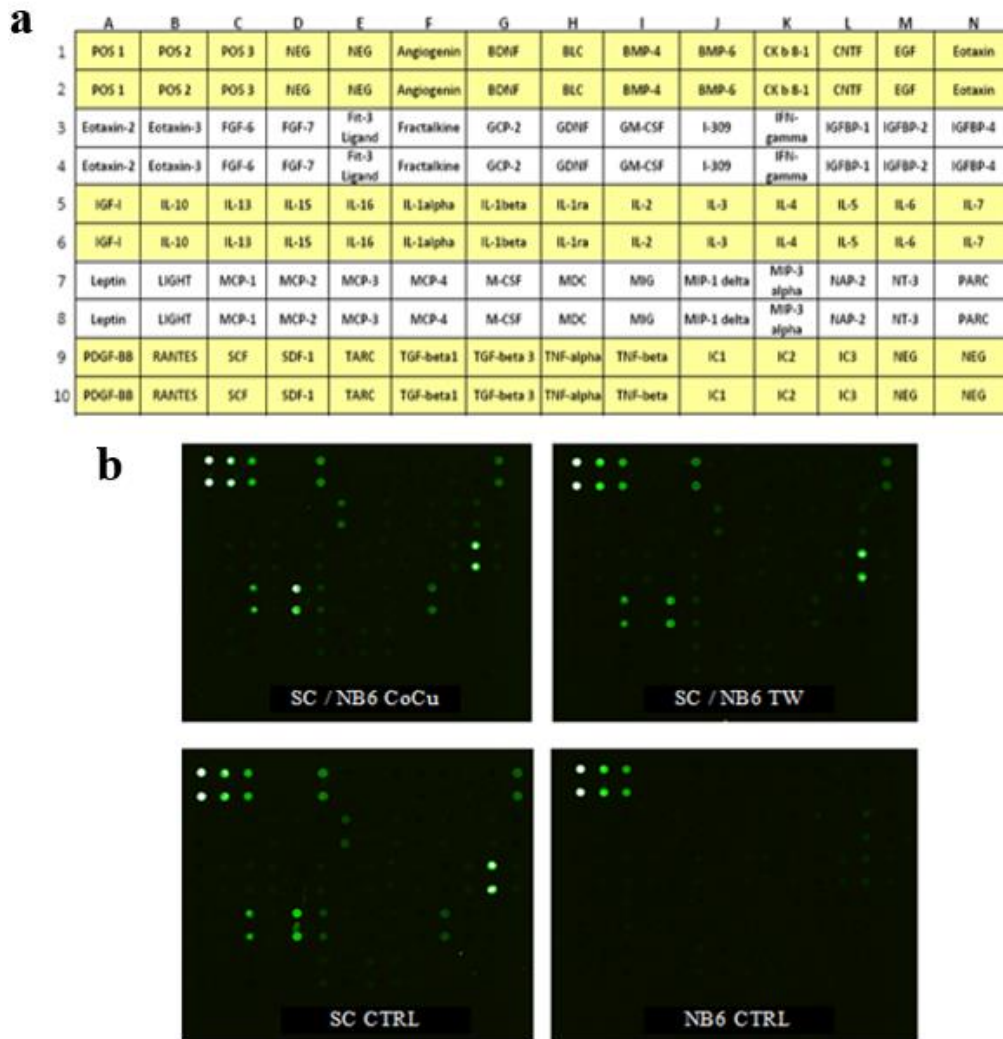 a
A B C D E F G H I J K L M N
1 POS 1 POS 2 POS 3 NEG NEG Angiogenin BDNF BLC BMP-4 BMP-6 CK b 8-1 CNTF EGF Eotaxin
2 POS 1 POS 2 POS 3 NEG NEG Angiogenin BDNF BLC BMP-4 BMP-6 CK b 8-1 CNTF EGF Eotaxin
3 Eotaxin-2 Eotaxin-3 FGF-6 FGF-7 Fit-3 Ligand Fractalkine GCP-2 GDNF GM-CSF I-309 IFN-gamma IGFBP-1 IGFBP-2 IGFBP-4
4 Eotaxin-2 Eotaxin-3 FGF-6 FGF-7 Fit-3 Ligand Fractalkine GCP-2 GDNF GM-CSF I-309 IFN-gamma IGFBP-1 IGFBP-2 IGFBP-4
5 IGF-I IL-10 IL-13 IL-15 IL-16 IL-1alpha IL-1beta IL-1ra IL-2 IL-3 IL-4 IL-5 IL-6 IL-7
6 IGF-I IL-10 IL-13 IL-15 IL-16 IL-1alpha IL-1beta IL-1ra IL-2 IL-3 IL-4 IL-5 IL-6 IL-7
7 Leptin LIGHT MCP-1 MCP-2 MCP-3 MCP-4 M-CSF MDC MIG MIP-1 delta MIP-3 alpha NAP-2 NT-3 PARC
8 Leptin LIGHT MCP-1 MCP-2 MCP-3 MCP-4 M-CSF MDC MIG MIP-1 delta MIP-3 alpha NAP-2 NT-3 PARC
9 PDGF-BB RANTES SCF SDF-1 TARC TGF-beta1 TGF-beta 3 TNF-alpha TNF-beta IC1 IC2 IC3 NEG NEG
10 PDGF-BB RANTES SCF SDF-1 TARC TGF-beta1 TGF-beta 3 TNF-alpha TNF-beta IC1 IC2 IC3 NEG NEG
b
SC / NB6 CoCu
SC / NB6 TW
SC CTRL
NB6 CTRL